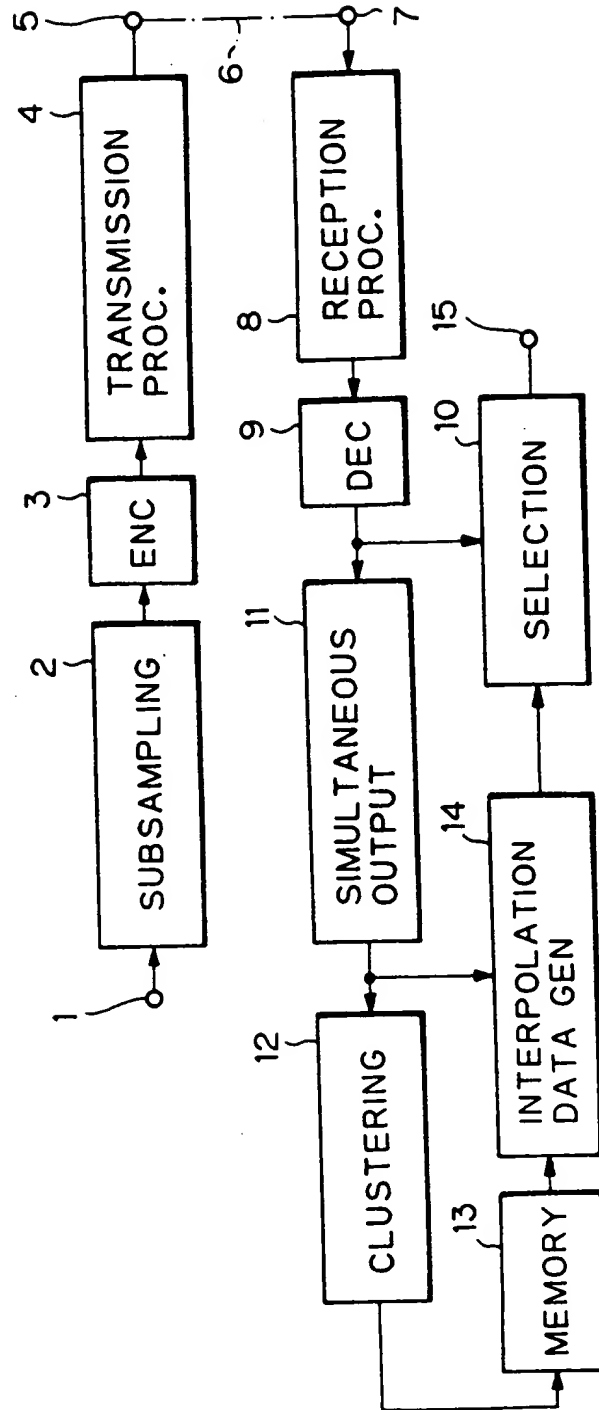 1
2
SUBSAMPLING
3
ENC
4
TRANSMISSION
PROC.
5
6
7
8
RECEPTION
PROC.
9
DEC
11
SIMULTANEOUS
OUTPUT
10
SELECTION
15
12
CLUSTERING
13
MEMORY
14
INTERPOLATION
DATA GEN